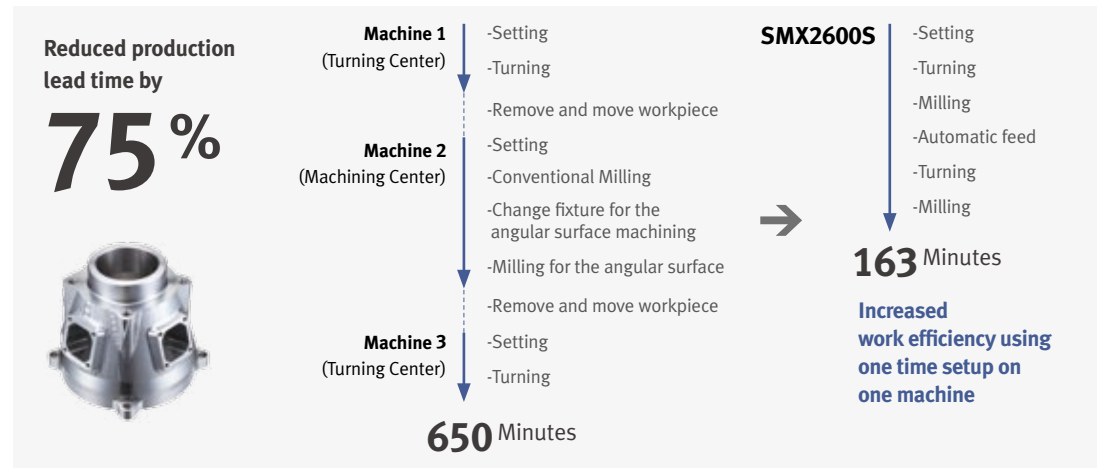 Reduced production
lead time by
75%
Machine 1
(Turning Center)
-Setting
-Turning
-Remove and move workpiece
Machine 2
(Machining Center)
-Setting
-Conventional Milling
-Change fixture for the
angular surface machining
-Milling for the angular surface
-Remove and move workpiece
Machine 3
(Turning Center)
-Setting
-Turning
650 Minutes
SMX2600S
-Setting
-Turning
-Milling
-Automatic feed
-Turning
-Milling
163 Minutes
Increased
work efficiency using
one time setup on
one machine